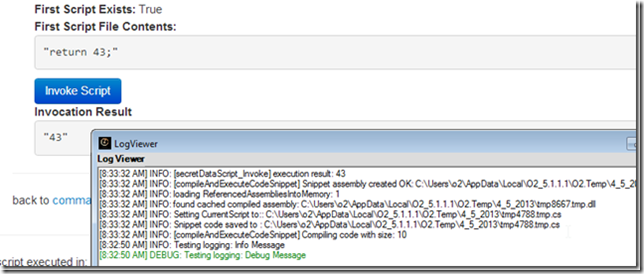 First Script Exists: True
First Script File Contents:
"return 43;"
Invoke Script
Invocation Result
"43"
LogViewer
Log Viewer
[8:33:32 AM] INFO: [secretDataScript_Invoke] execution result: 43
[8:33:32 AM] INFO: [compileAndExecuteCodeSnippet] Snippet assembly created OK: C:\Users\o2\AppData\Local\O2_5.1.1.1\O2.Temp\4_5_20
[8:33:32 AM] INFO: loading ReferencedAssembliesIntoMemory: 1
[8:33:32 AM] INFO: found cached compiled assembly: C:\Users\o2\AppData\Local\O2_5.1.1.1\O2.Temp\4_5_2013\tmp8667.tmp.dll
[8:33:32 AM] INFO: Setting CurrentScript to:: C:\Users\o2\AppData\Local\O2_5.1.1.1\O2.Temp\4_5_2013\tmp4788.tmp.cs
[8:33:32 AM] INFO: Snippet code saved to : C:\Users\o2\AppData\Local\O2_5.1.1.1\O2.Temp\4_5_2013\tmp4788.tmp.cs
[8:33:32 AM] INFO: [compileAndExecuteCodeSnippet] Compiling code with size: 10
[8:32:50 AM] INFO: Testing logging: Info Message
[8:32:50 AM] DEBUG: Testing logging: Debug Message
back to comma
script executed in: